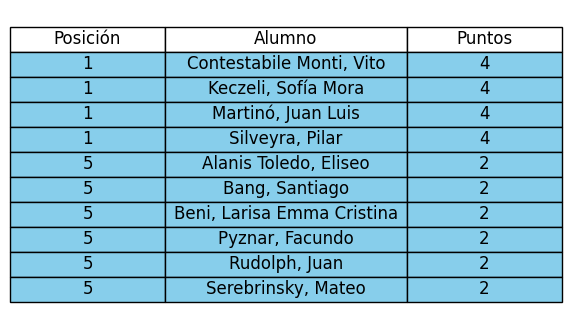 Posición Alumno Puntos
1 Contestabile Monti, Vito 4
1 Keczeli, Sofía Mora 4
1 Martinó, Juan Luis 4
1 Silveyra, Pilar 4
5 Alanis Toledo, Eliseo 2
5 Bang, Santiago 2
5 Beni, Larisa Emma Cristina 2
5 Pyznar, Facundo 2
5 Rudolph, Juan 2
5 Serebrinsky, Mateo 2